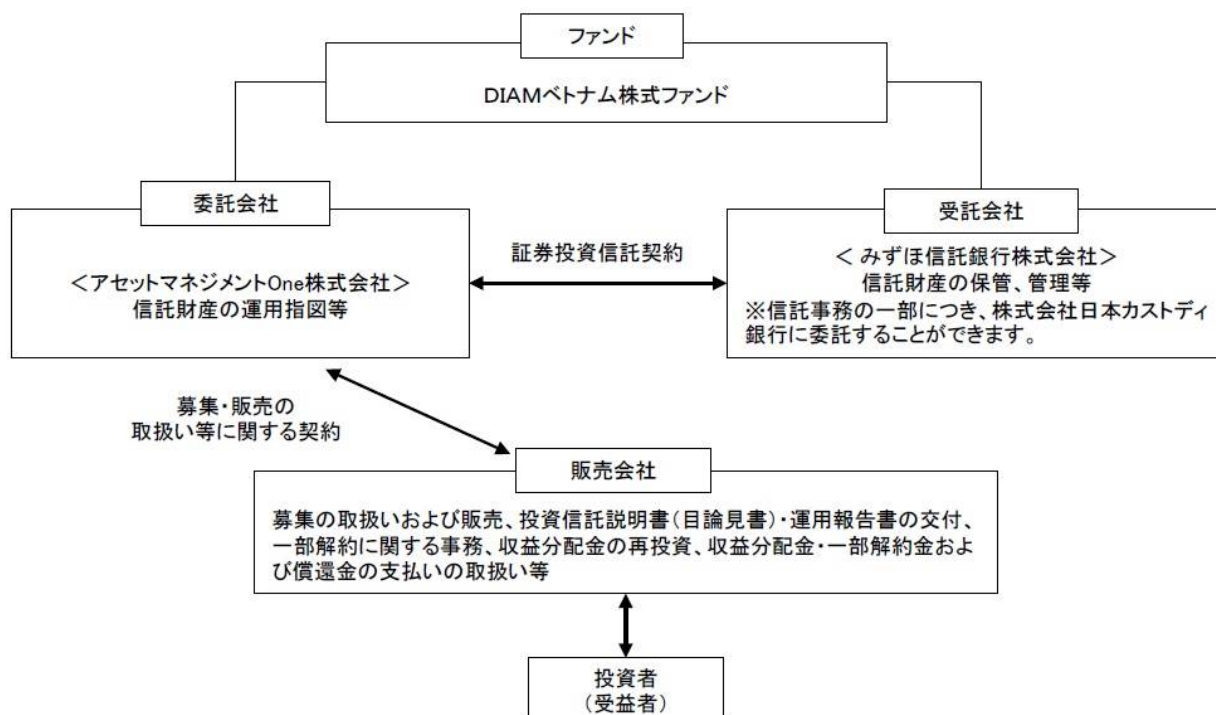 ファンド
DIAMベトナム株式ファンド
委託会社
<アセットマネジメントOne株式会社>
信託財産の運用指図等
証券投資信託契約
受託会社
< みずほ信託銀行株式会社>
信託財産の保管、管理等
※信託事務の一部につき、株式会社日本カストディ
銀行に委託することができます。
募集・販売の
取扱い等に関する契約
販売会社
募集の取扱いおよび販売、投資信託説明書(目論見書)・運用報告書の交付、
一部解約に関する事務、収益分配金の再投資、収益分配金・一部解約金およ
び償還金の支払いの取扱い等
投資者
(受益者)